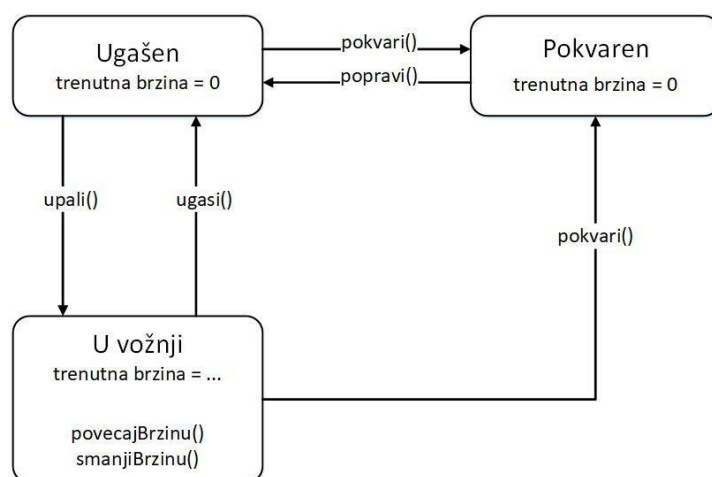 Ugašen
trenutna brzina = 0
pokvari()
popravi()
Pokvaren
trenutna brzina = 0
upali()
ugasi()
pokvari()
U vožnji
trenutna brzina = ...
povecajBrzinu()
smanjiBrzinu()